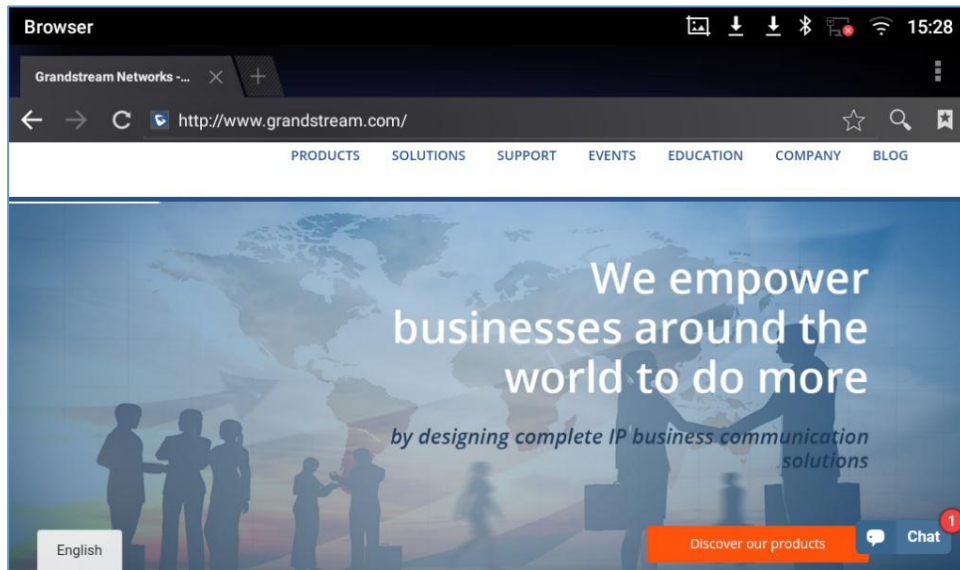 Browser
15:28
Grandstream Networks -...
http://www.grandstream.com/
PRODUCTS SOLUTIONS SUPPORT EVENTS EDUCATION COMPANY BLOG
We empower
businesses around the
world to do more
by designing complete IP business communication
solutions
English
Discover our products
Chat
1